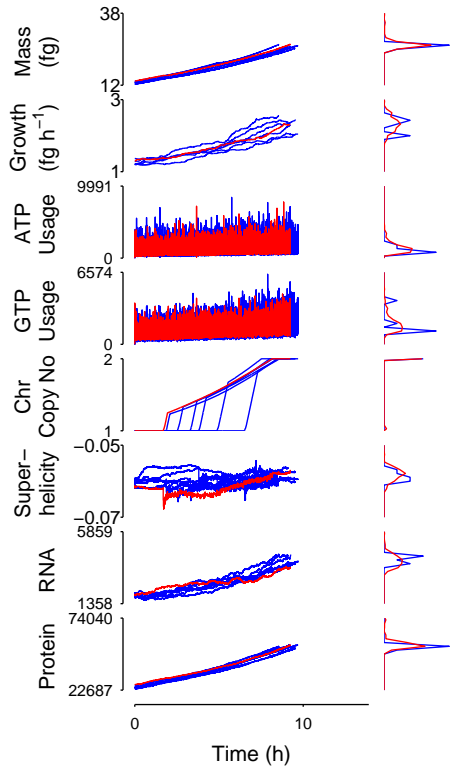 38
Mass
(fg)
12
3
Growth
(fg h⁻¹)
1
9991
ATP
Usage
0
6574
GTP
Usage
0
2
Chr
Copy No
1
−0.05
Super−
helicity
−0.07
5859
RNA
1358
74040
Protein
22687
0 10
Time (h)